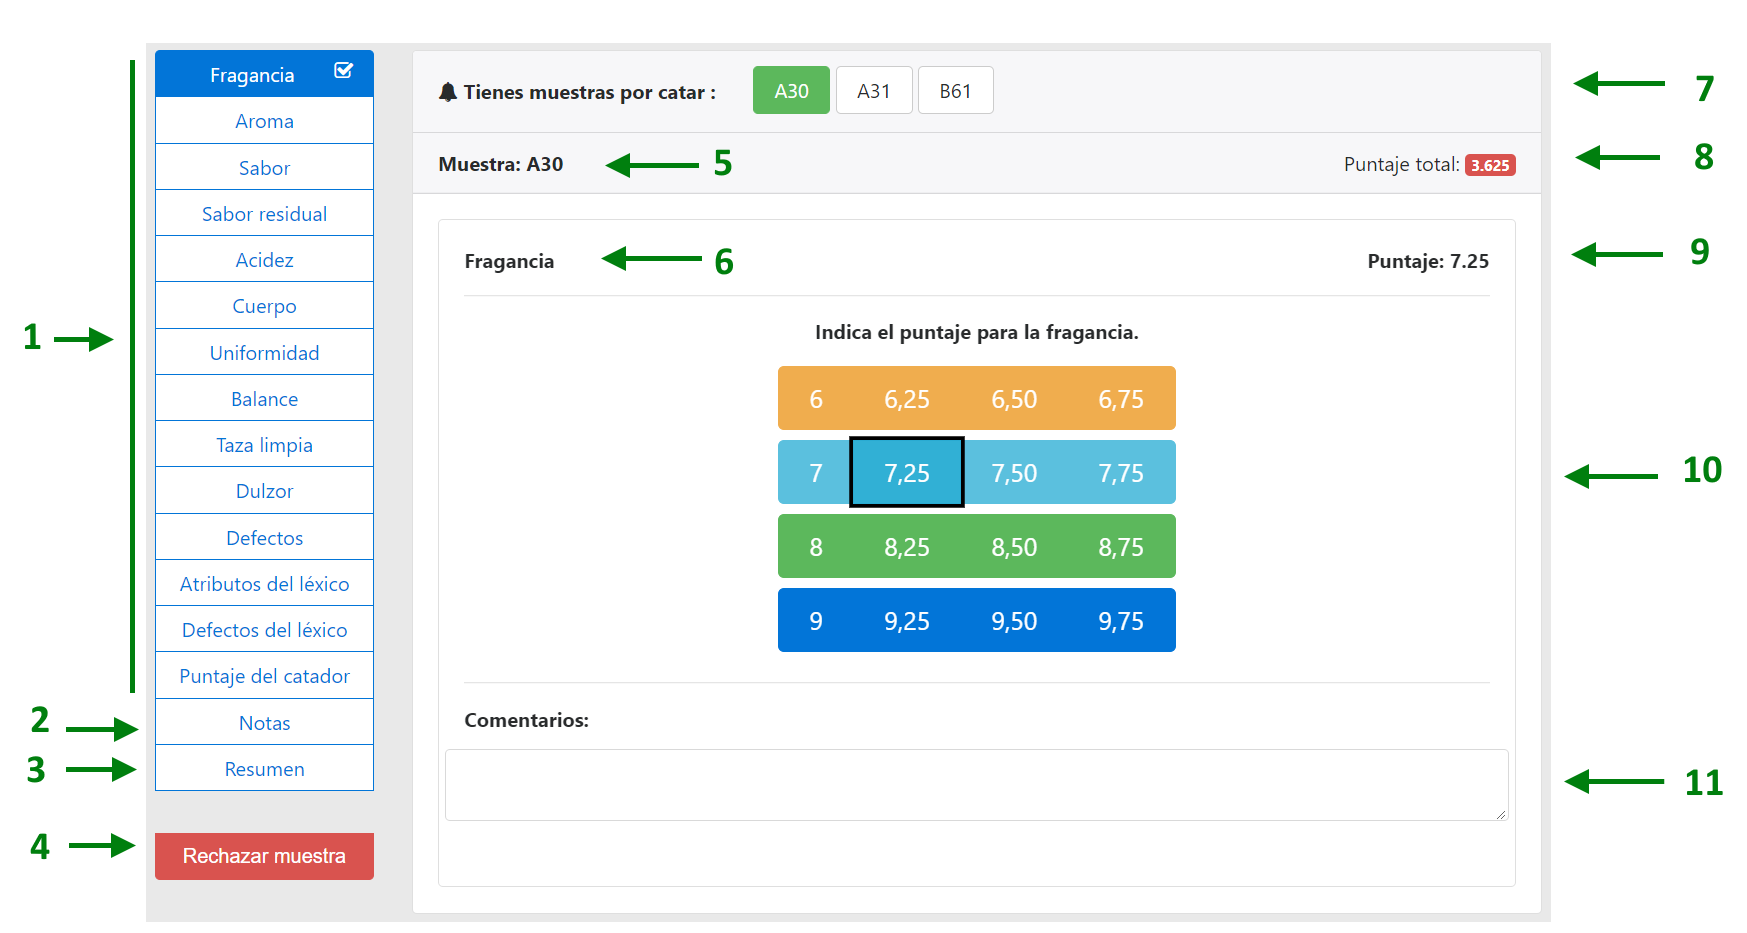 Fragancia
Aroma
Sabor
Sabor residual
Acidez
Cuerpo
Uniformidad
Balance
Taza limpia
Dulzor
Defectos
Atributos del léxico
Defectos del léxico
Puntaje del catador
Notas
Resumen
Rechazar muestra
1
2
3
4
Tienes muestras por catar : A30 A31 B61
7
Muestra: A30
5
Puntaje total: 3.625
8
Fragancia
6
Puntaje: 7.25
9
Indica el puntaje para la fragancia.
6 6,25 6,50 6,75
7 7,25 7,50 7,75
8 8,25 8,50 8,75
9 9,25 9,50 9,75
10
Comentarios:
11